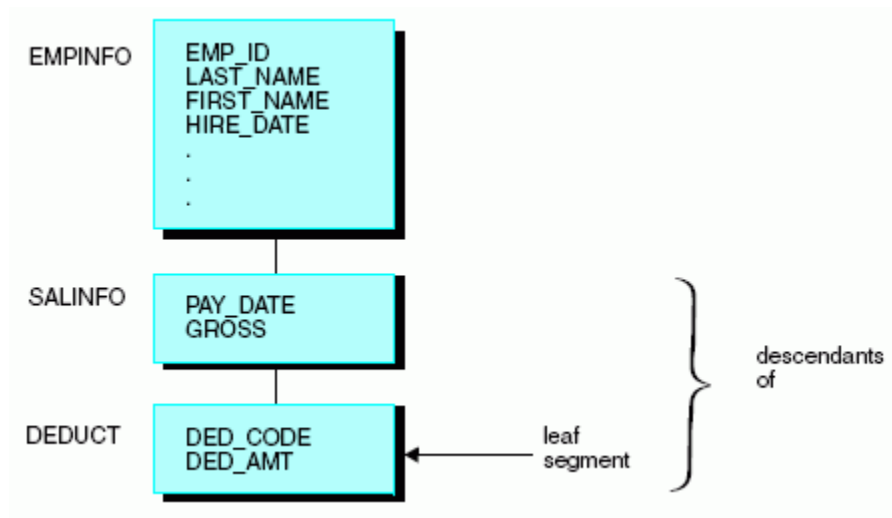 EMPINFO
EMP_ID
LAST_NAME
FIRST_NAME
HIRE_DATE
.
.
.
SALINFO
PAY_DATE
GROSS
descendants
of
DEDUCT
DED_CODE
DED_AMT
leaf
segment